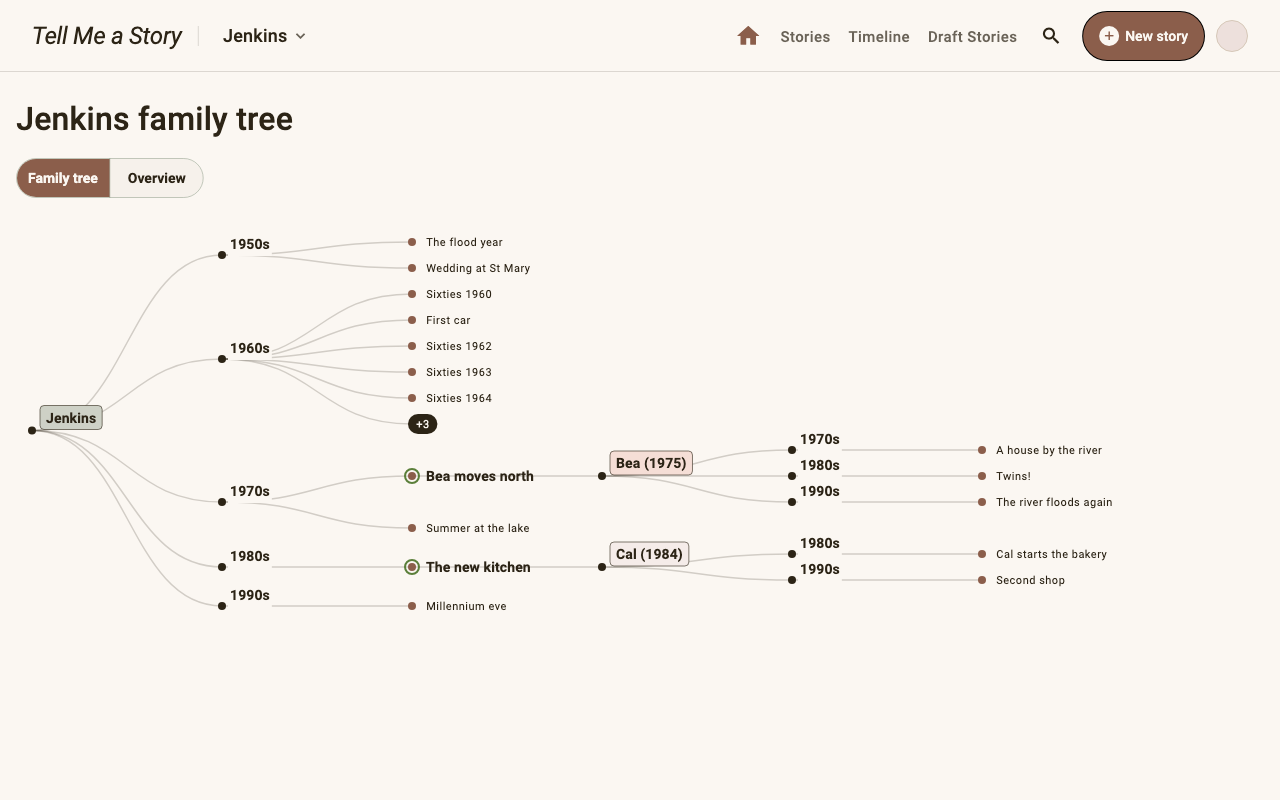 Tell Me a Story
Jenkins
Stories
Timeline
Draft Stories
New story
Jenkins family tree
Family tree
Overview
1950s
The flood year
Wedding at St Mary
1960s
Sixties 1960
First car
Sixties 1962
Sixties 1963
Sixties 1964
+3
Jenkins
1970s
Bea moves north
Bea (1975)
1970s
A house by the river
1980s
Twins!
1990s
The river floods again
Summer at the lake
1980s
The new kitchen
Cal (1984)
1980s
Cal starts the bakery
1990s
Second shop
1990s
Millennium eve